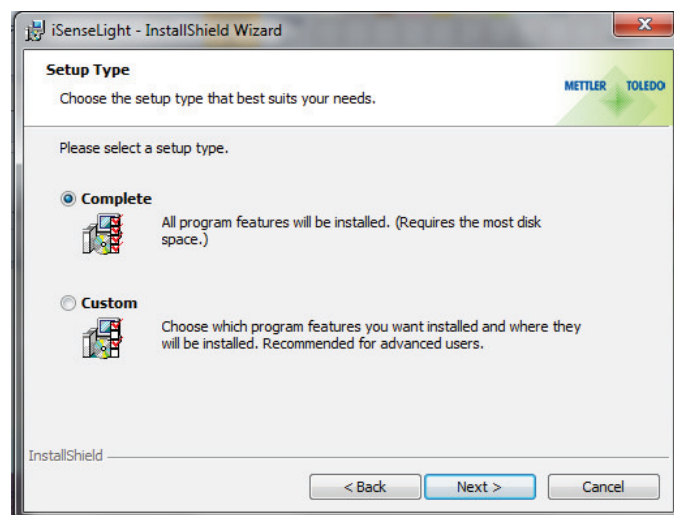 iSenseLight - InstallShield Wizard
Setup Type
Choose the setup type that best suits your needs.
METTLER TOLEDO
Please select a setup type.
Complete
All program features will be installed. (Requires the most disk
space.)
Custom
Choose which program features you want installed and where they
will be installed. Recommended for advanced users.
InstallShield
< Back Next > Cancel